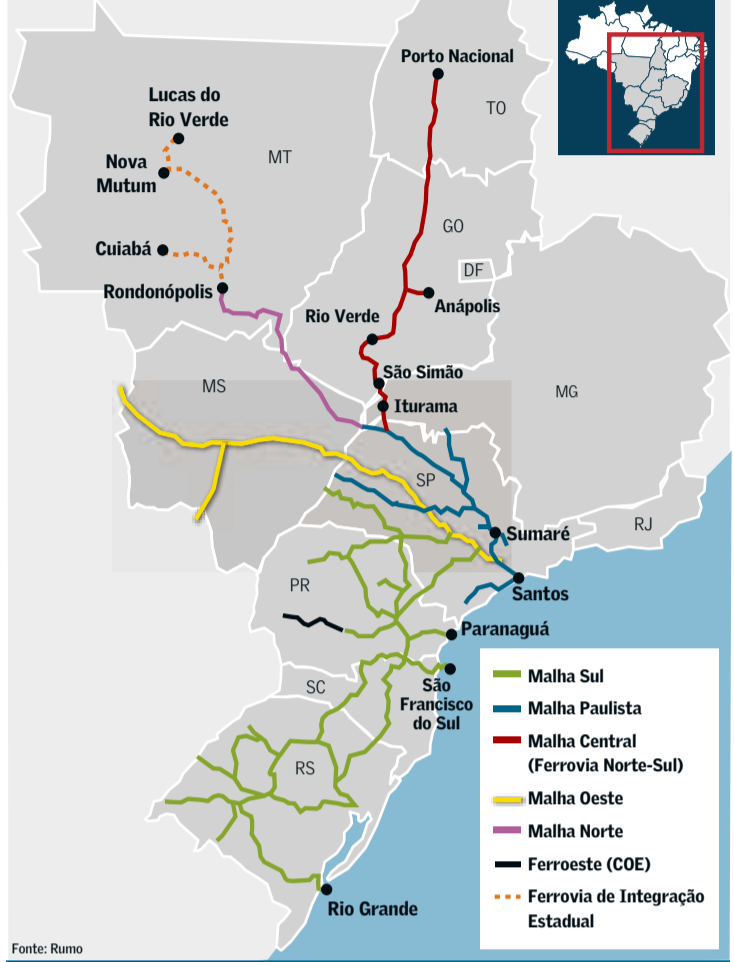 Porto Nacional
TO
Lucas do
Rio Verde
MT
Nova
Mutum
GO
Cuiabá
DF
Rondonópolis
Anápolis
Rio Verde
São Simão
MS
MG
Iturama
SP
RJ
Sumaré
PR
Santos
Paranaguá
SC
São
Francisco
do Sul
RS
Rio Grande
Malha Sul
Malha Paulista
Malha Central
(Ferrovia Norte-Sul)
Malha Oeste
Malha Norte
Ferroeste (COE)
Ferrovia de Integração
Estadual
Fonte: Rumo